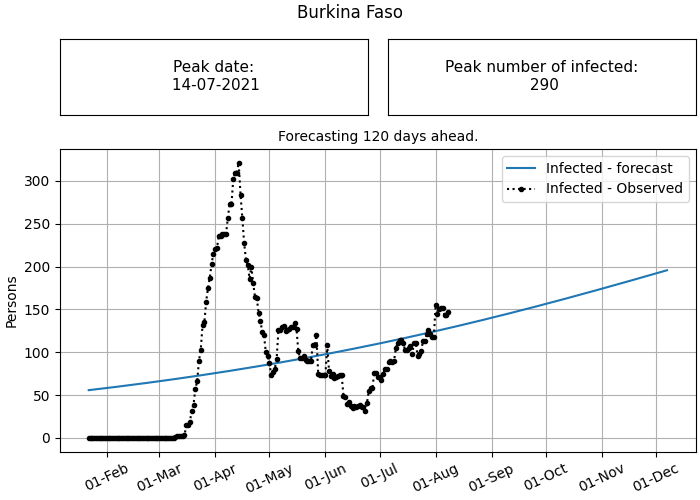 Burkina Faso
Peak date:
14-07-2021
Peak number of infected:
290
Forecasting 120 days ahead.
Infected - forecast
Infected - Observed
Persons
300
250
200
150
100
50
0
01-Feb
01-Mar
01-Apr
01-May
01-Jun
01-Jul
01-Aug
01-Sep
01-Oct
01-Nov
01-Dec